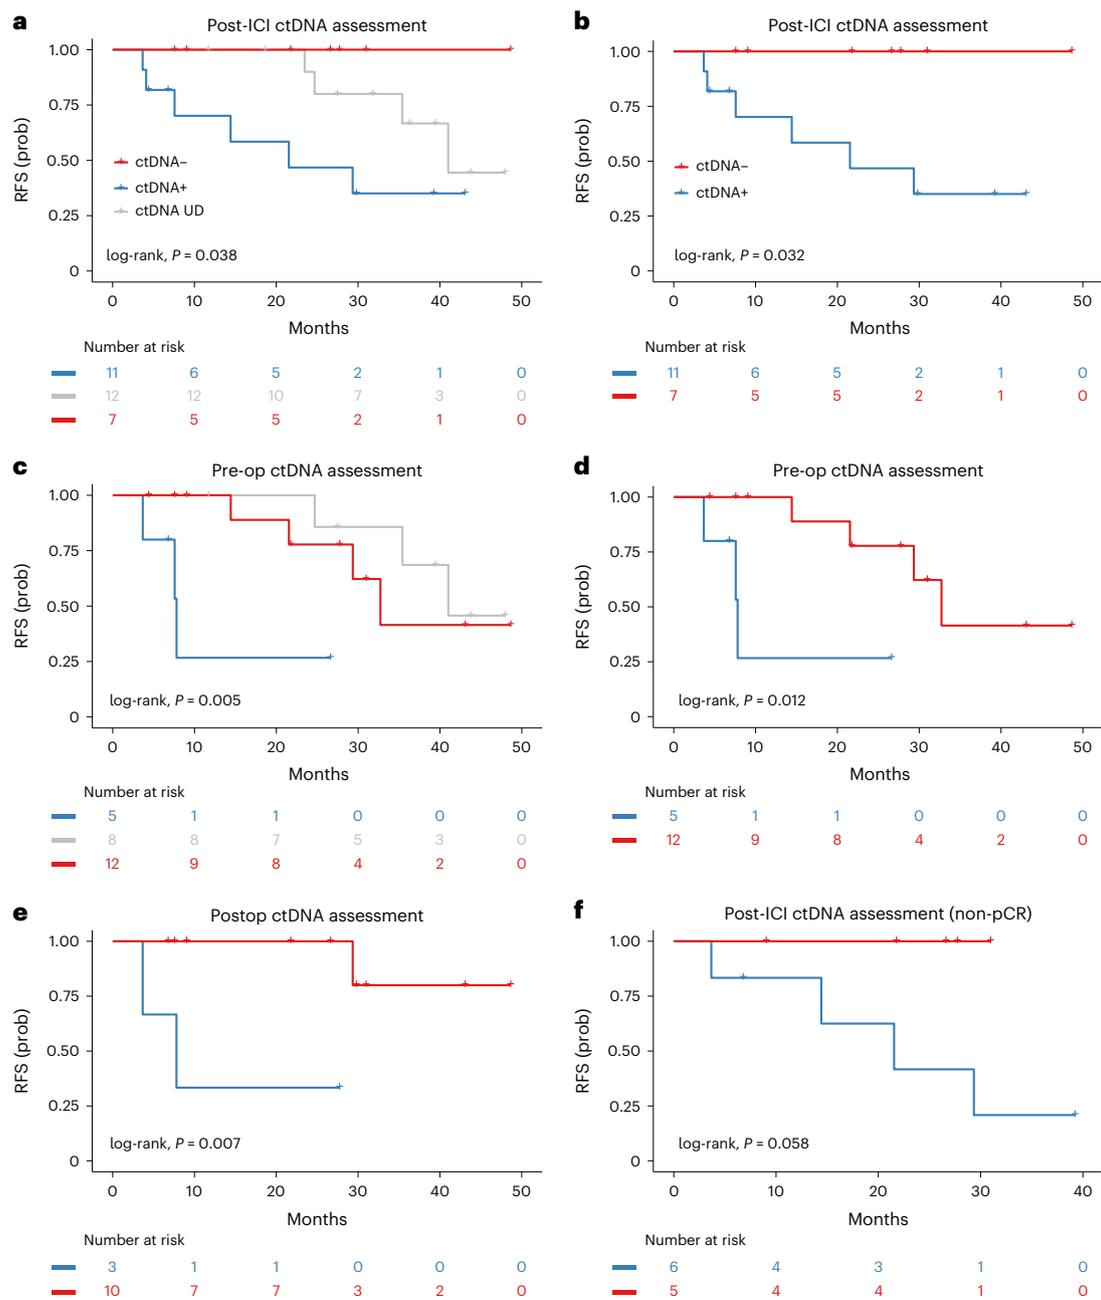 a
Post-ICI ctDNA assessment
RFS (prob)
1.00
0.75
0.50
0.25
0
ctDNA–
ctDNA+
ctDNA UD
log-rank, P = 0.038
0 10 20 30 40 50
Months
Number at risk
11 6 5 2 1 0
12 12 10 7 3 0
7 5 5 2 1 0
b
Post-ICI ctDNA assessment
RFS (prob)
1.00
0.75
0.50
0.25
0
ctDNA–
ctDNA+
log-rank, P = 0.032
0 10 20 30 40 50
Months
Number at risk
11 6 5 2 1 0
7 5 5 2 1 0
c
Pre-op ctDNA assessment
RFS (prob)
1.00
0.75
0.50
0.25
0
log-rank, P = 0.005
0 10 20 30 40 50
Months
Number at risk
5 1 1 0 0 0
8 8 7 5 3 0
12 9 8 4 2 0
d
Pre-op ctDNA assessment
RFS (prob)
1.00
0.75
0.50
0.25
0
log-rank, P = 0.012
0 10 20 30 40 50
Months
Number at risk
5 1 1 0 0 0
12 9 8 4 2 0
e
Postop ctDNA assessment
RFS (prob)
1.00
0.75
0.50
0.25
0
log-rank, P = 0.007
0 10 20 30 40 50
Months
Number at risk
3 1 1 0 0 0
10 7 7 3 2 0
f
Post-ICI ctDNA assessment (non-pCR)
RFS (prob)
1.00
0.75
0.50
0.25
0
log-rank, P = 0.058
0 10 20 30 40
Months
Number at risk
6 4 3 1 0
5 4 4 1 0